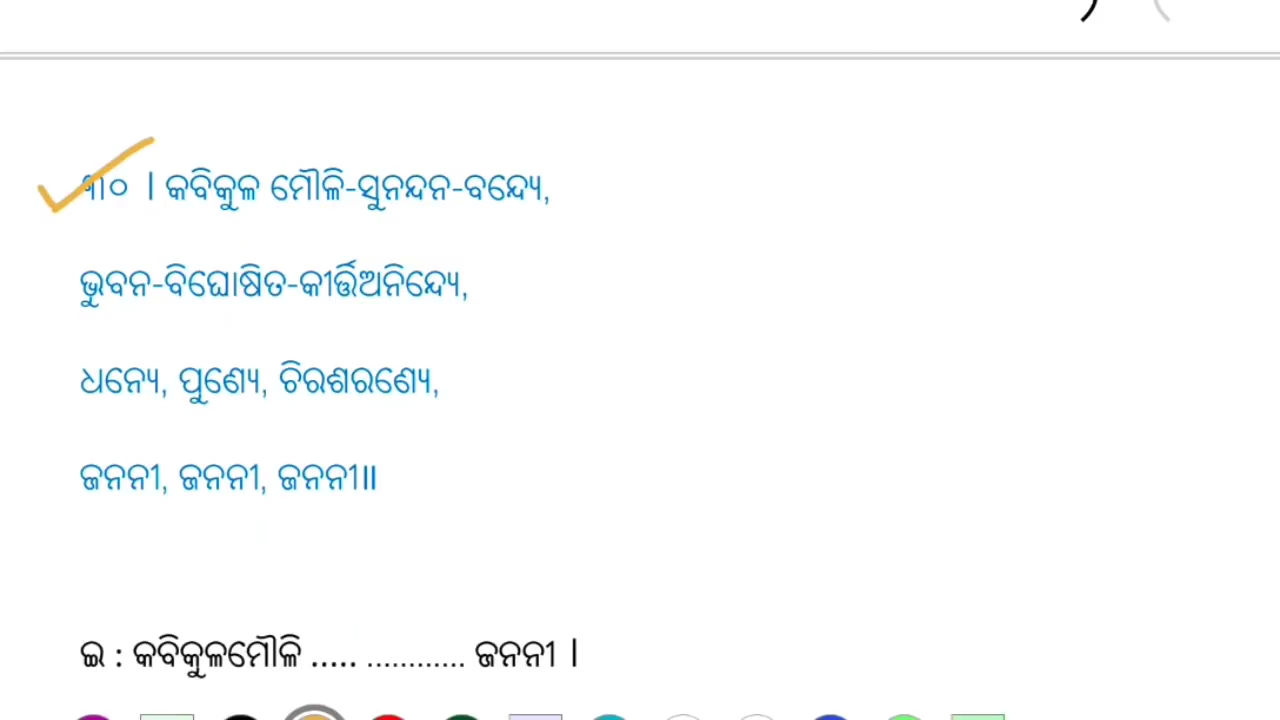 ୩୦ । କବିକୁଳ ମୌଳି-ସୁନନ୍ଦନ-ବନ୍ଦ୍ୟେ,
ଭୁବନ-ବିଘୋଷିତ-କୀର୍ତ୍ତିଅନିନ୍ଦ୍ୟେ,
ଧନ୍ୟେ, ପୁଣ୍ୟେ, ଚିରଶରଣ୍ୟେ,
ଜନନୀ, ଜନନୀ, ଜନନୀ॥
ଇ : କବିକୁଳମୌଳି ..... ............ ଜନନୀ ।